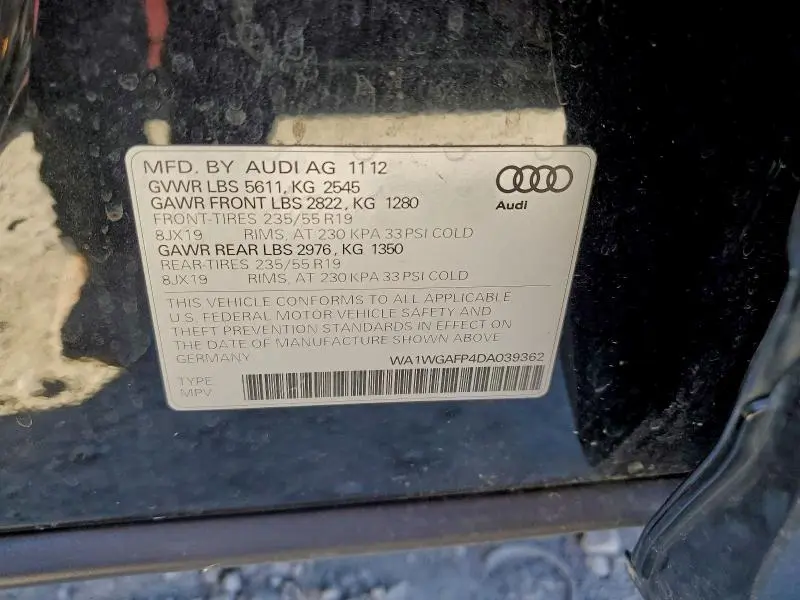 MFD. BY AUDI AG 1112
GVWR LBS 5611, KG 2545
GAWR FRONT LBS 2822, KG 1280
FRONT-TIRES 235/55 R19
8JX19 RIMS, AT 230 KPA 33 PSI COLD
GAWR REAR LBS 2976, KG 1350
REAR-TIRES 235/55 R19
8JX19 RIMS, AT 230 KPA 33 PSI COLD
Audi
THIS VEHICLE CONFORMS TO ALL APPLICABLE
U.S. FEDERAL MOTOR VEHICLE SAFETY AND
THEFT PREVENTION STANDARDS IN EFFECT ON
THE DATE OF MANUFACTURE SHOWN ABOVE
GERMANY WA1WGAFP4DA039362
TYPE
MPV